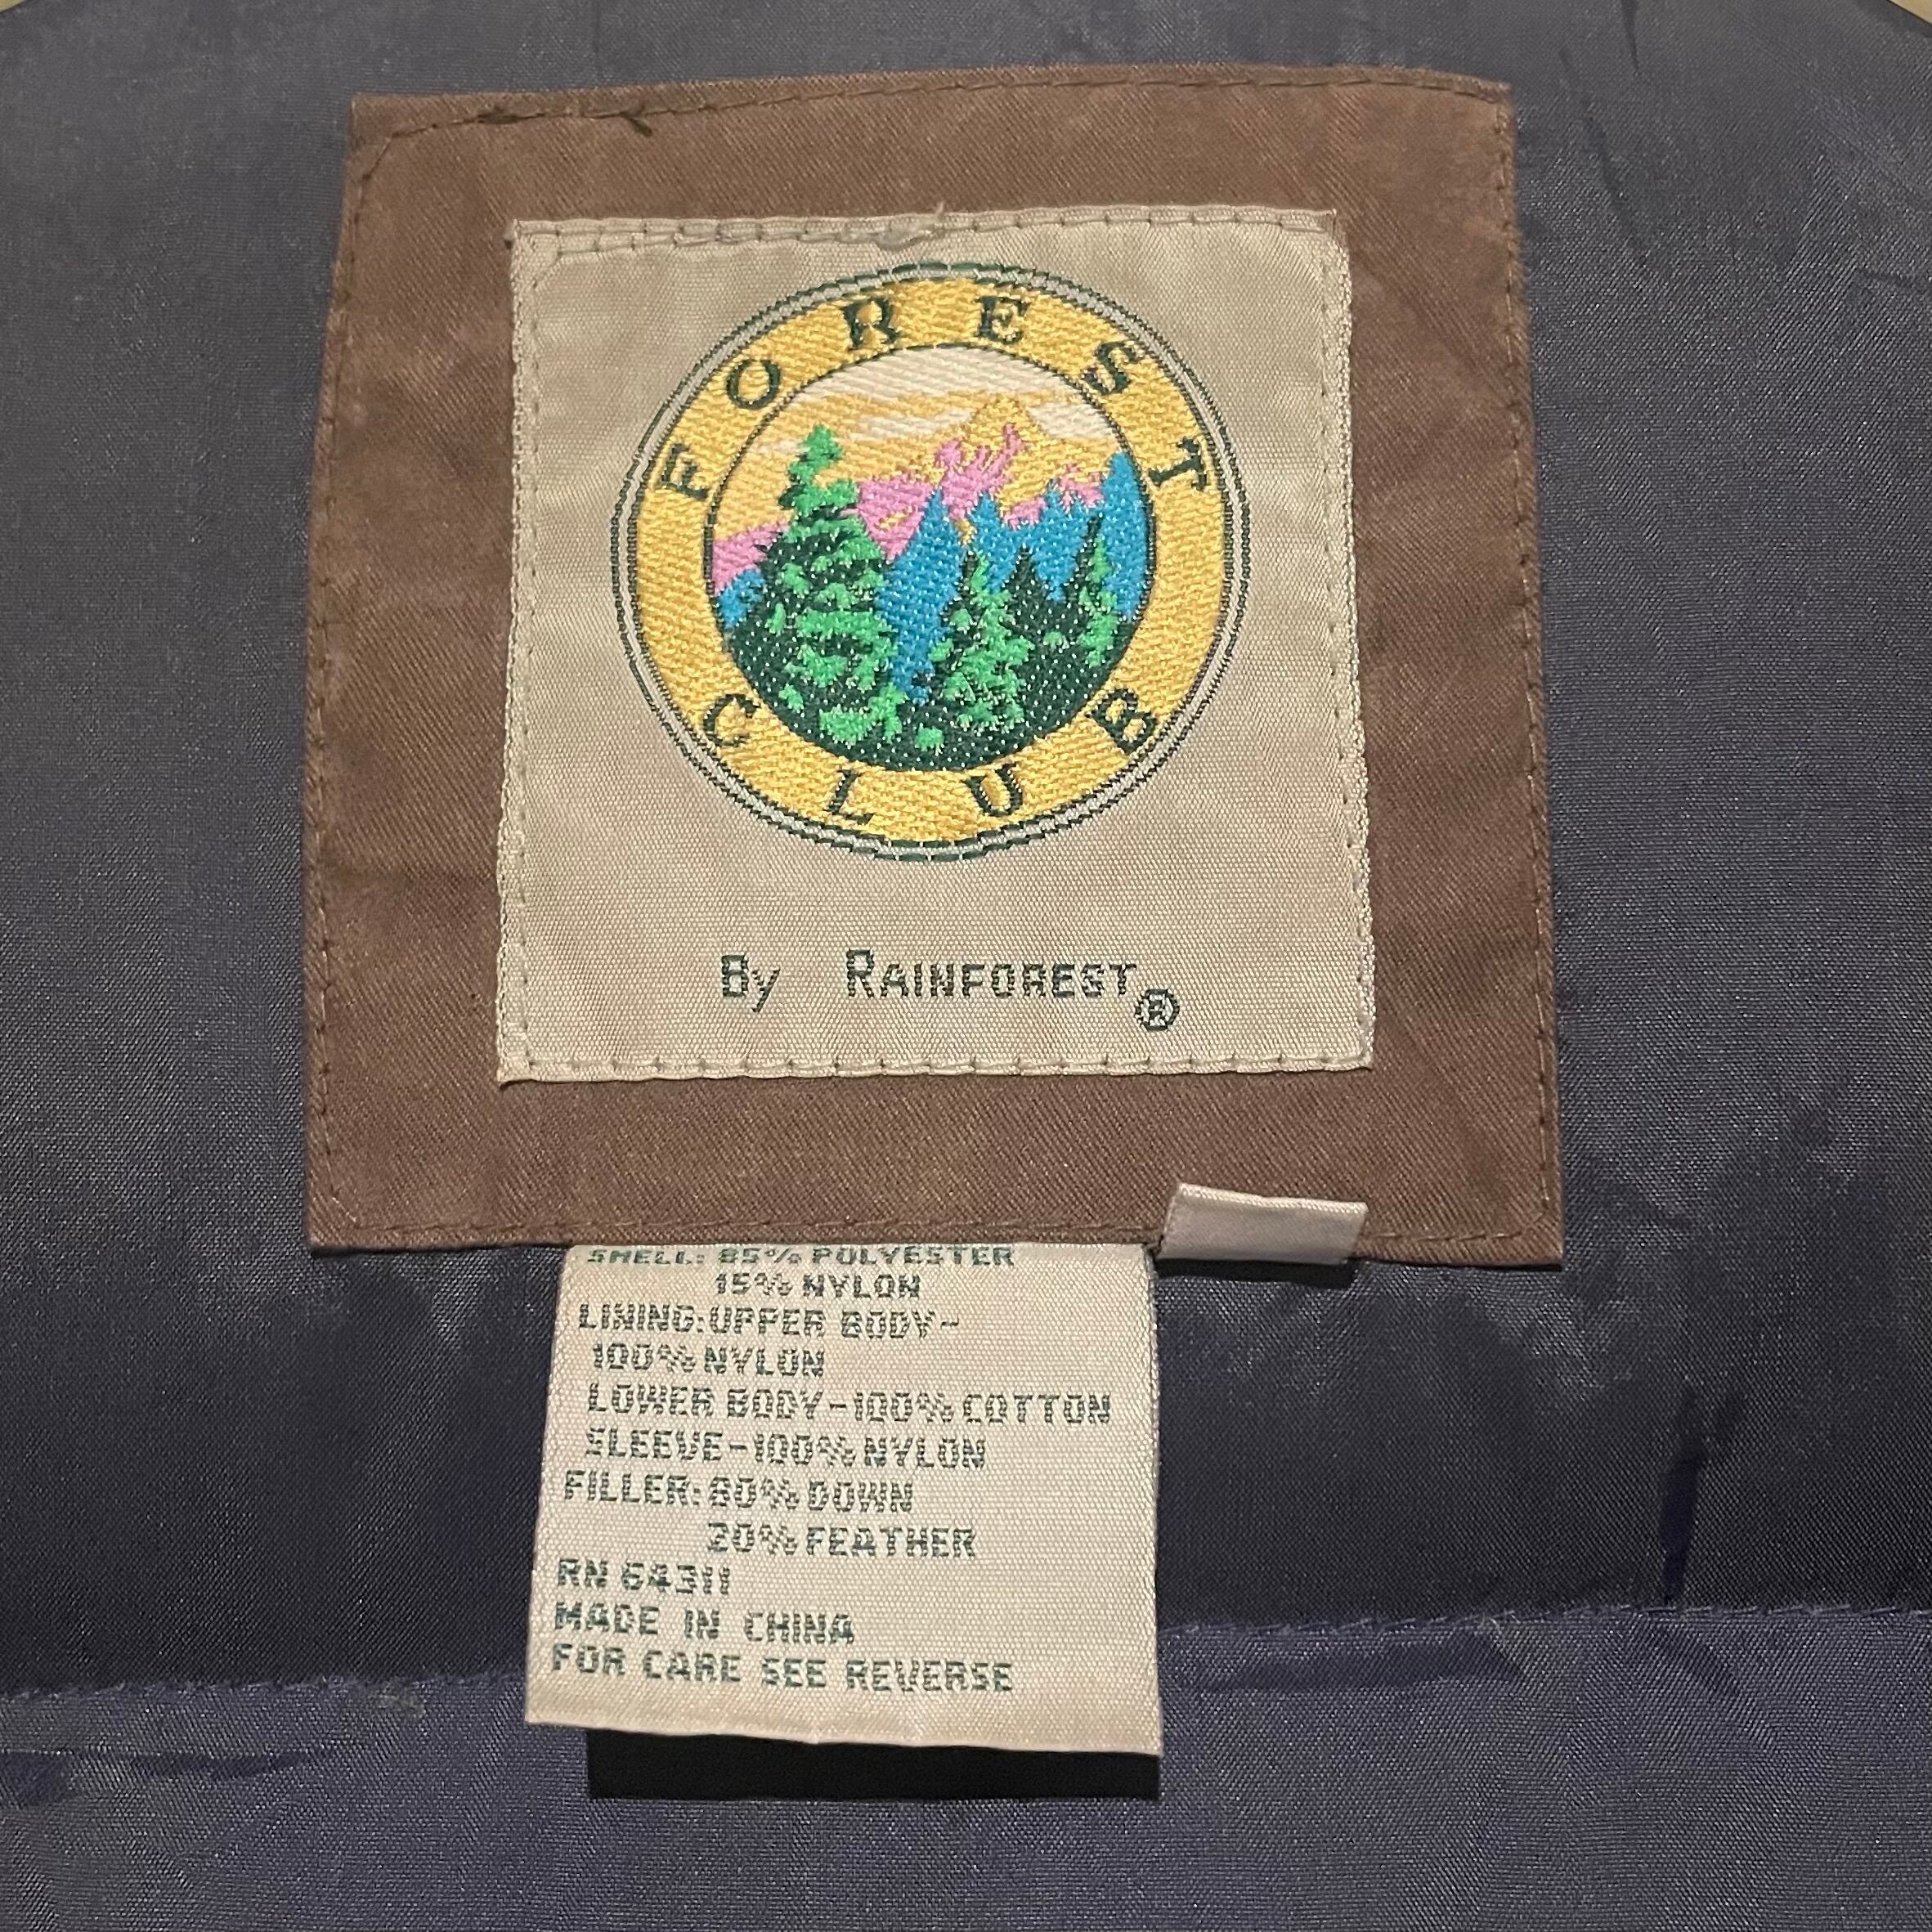 FOREST
CLUB
By RAINFOREST®
SHELL: 85% POLYESTER
15% NYLON
LINING: UPPER BODY-
100% NYLON
LOWER BODY-100% COTTON
SLEEVE-100% NYLON
FILLER: 80% DOWN
20% FEATHER
RN 64311
MADE IN CHINA
FOR CARE SEE REVERSE